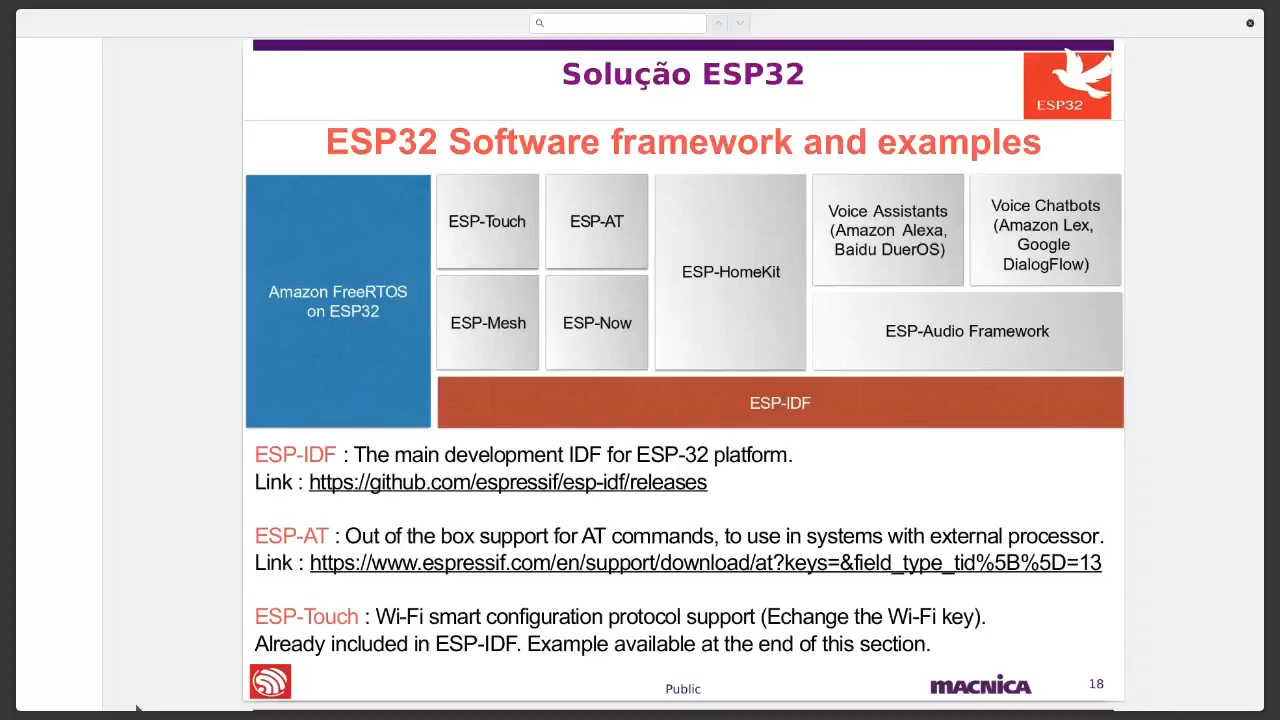 Solução ESP32
ESP32
ESP32 Software framework and examples
Amazon FreeRTOS
on ESP32
ESP-Touch
ESP-AT
ESP-Mesh
ESP-Now
ESP-HomeKit
Voice Assistants
(Amazon Alexa,
Baidu DuerOS)
Voice Chatbots
(Amazon Lex,
Google
DialogFlow)
ESP-Audio Framework
ESP-IDF
ESP-IDF : The main development IDF for ESP-32 platform.
Link : https://github.com/espressif/esp-idf/releases
ESP-AT : Out of the box support for AT commands, to use in systems with external processor.
Link : https://www.espressif.com/en/support/download/at?keys=&field_type_tid%5B%5D=13
ESP-Touch : Wi-Fi smart configuration protocol support (Echange the Wi-Fi key).
Already included in ESP-IDF. Example available at the end of this section.
Public
MACNICA
18